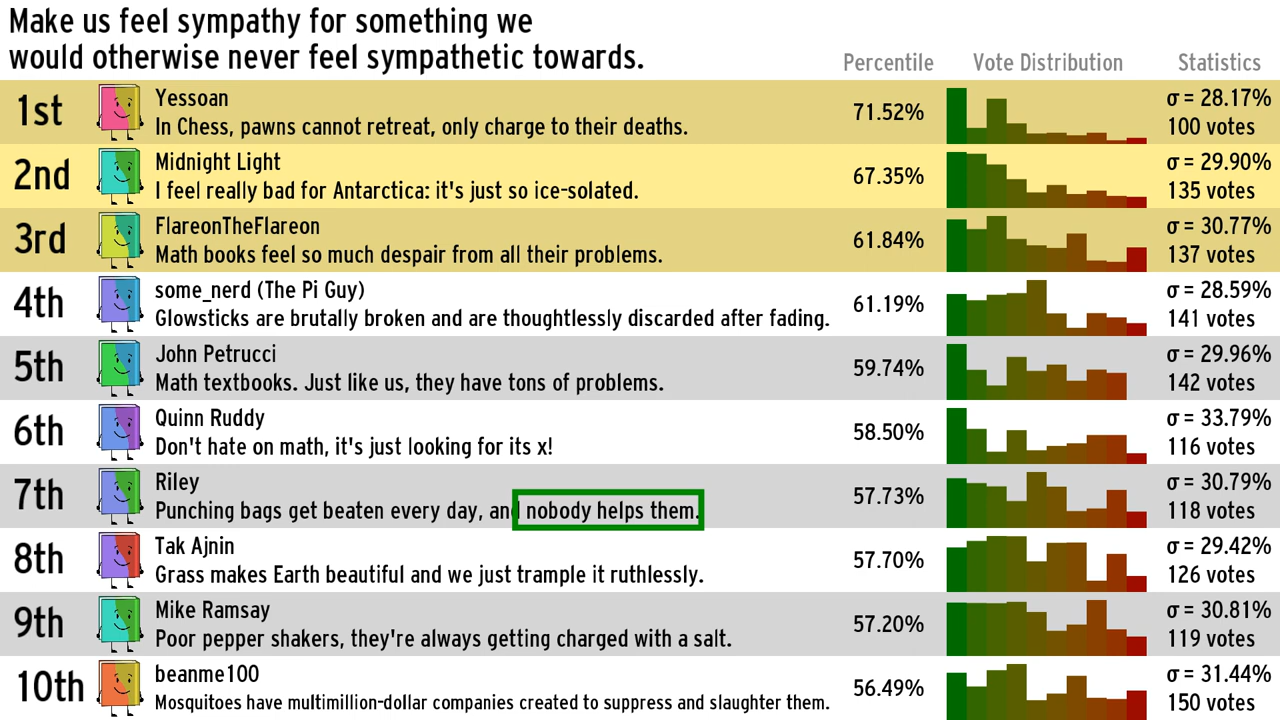 Make us feel sympathy for something we
would otherwise never feel sympathetic towards.
Percentile Vote Distribution Statistics
1st Yessoan
In Chess, pawns cannot retreat, only charge to their deaths.
71.52%
σ = 28.17%
100 votes
2nd Midnight Light
I feel really bad for Antarctica: it's just so ice-solated.
67.35%
σ = 29.90%
135 votes
3rd FlareonTheFlareon
Math books feel so much despair from all their problems.
61.84%
σ = 30.77%
137 votes
4th some_nerd (The Pi Guy)
Glowsticks are brutally broken and are thoughtlessly discarded after fading.
61.19%
σ = 28.59%
141 votes
5th John Petrucci
Math textbooks. Just like us, they have tons of problems.
59.74%
σ = 29.96%
142 votes
6th Quinn Ruddy
Don't hate on math, it's just looking for its x!
58.50%
σ = 33.79%
116 votes
7th Riley
Punching bags get beaten every day, and nobody helps them.
57.73%
σ = 30.79%
118 votes
8th Tak Ajnin
Grass makes Earth beautiful and we just trample it ruthlessly.
57.70%
σ = 29.42%
126 votes
9th Mike Ramsay
Poor pepper shakers, they're always getting charged with a salt.
57.20%
σ = 30.81%
119 votes
10th beanme100
Mosquitoes have multimillion-dollar companies created to suppress and slaughter them.
56.49%
σ = 31.44%
150 votes